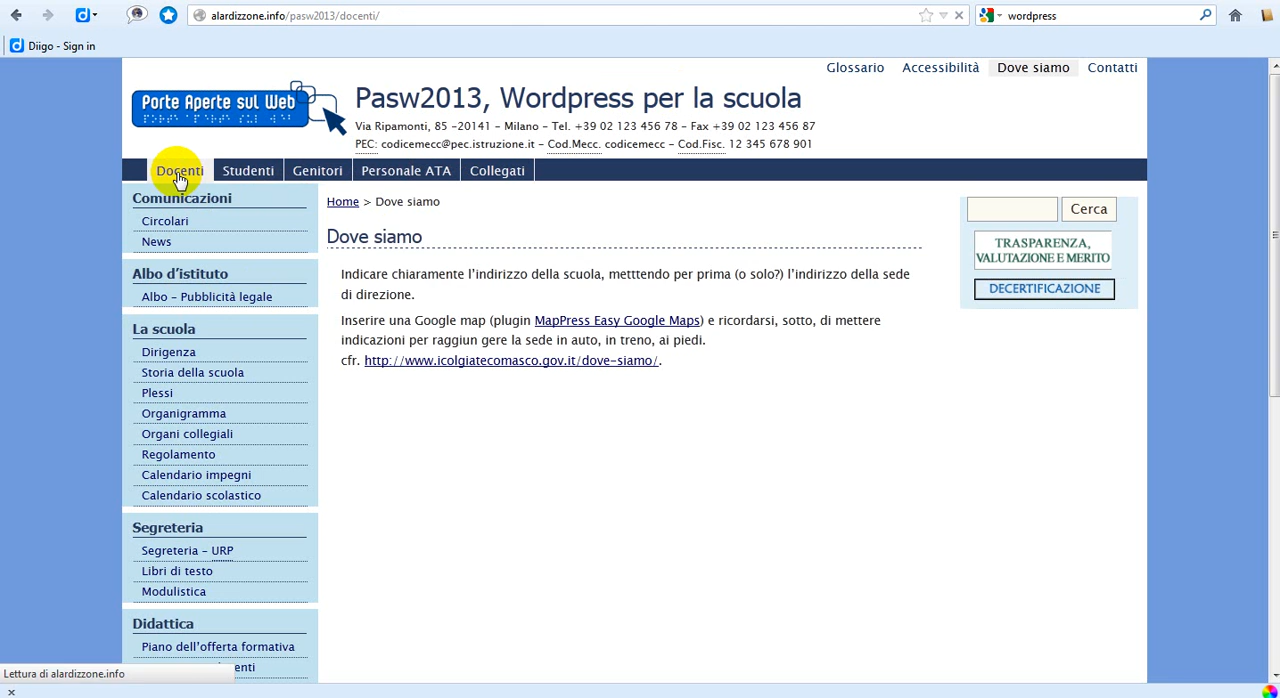 alardizzone.info/pasw2013/docenti/
wordpress
Diigo - Sign in
Glossario Accessibilità Dove siamo Contatti
Porte Aperte sul Web
Pasw2013, Wordpress per la scuola
Via Ripamonti, 85 -20141 - Milano - Tel. +39 02 123 456 78 - Fax +39 02 123 456 87
PEC: codicemecc@pec.istruzione.it - Cod.Mecc. codicemecc - Cod.Fisc. 12 345 678 901
Docenti Studenti Genitori Personale ATA Collegati
Comunicazioni
Circolari
News
Albo d'istituto
Albo – Pubblicità legale
La scuola
Dirigenza
Storia della scuola
Plessi
Organigramma
Organi collegiali
Regolamento
Calendario impegni
Calendario scolastico
Segreteria
Segreteria – URP
Libri di testo
Modulistica
Didattica
Piano dell'offerta formativa
enti
Home > Dove siamo
Dove siamo
Indicare chiaramente l'indirizzo della scuola, mettendo per prima (o solo?) l'indirizzo della sede
di direzione.
Inserire una Google map (plugin MapPress Easy Google Maps) e ricordarsi, sotto, di mettere
indicazioni per raggiun gere la sede in auto, in treno, ai piedi.
cfr. http://www.icolgiatecomasco.gov.it/dove-siamo/.
Cerca
TRASPARENZA,
VALUTAZIONE E MERITO
DECERTIFICAZIONE
Lettura di alardizzone.info